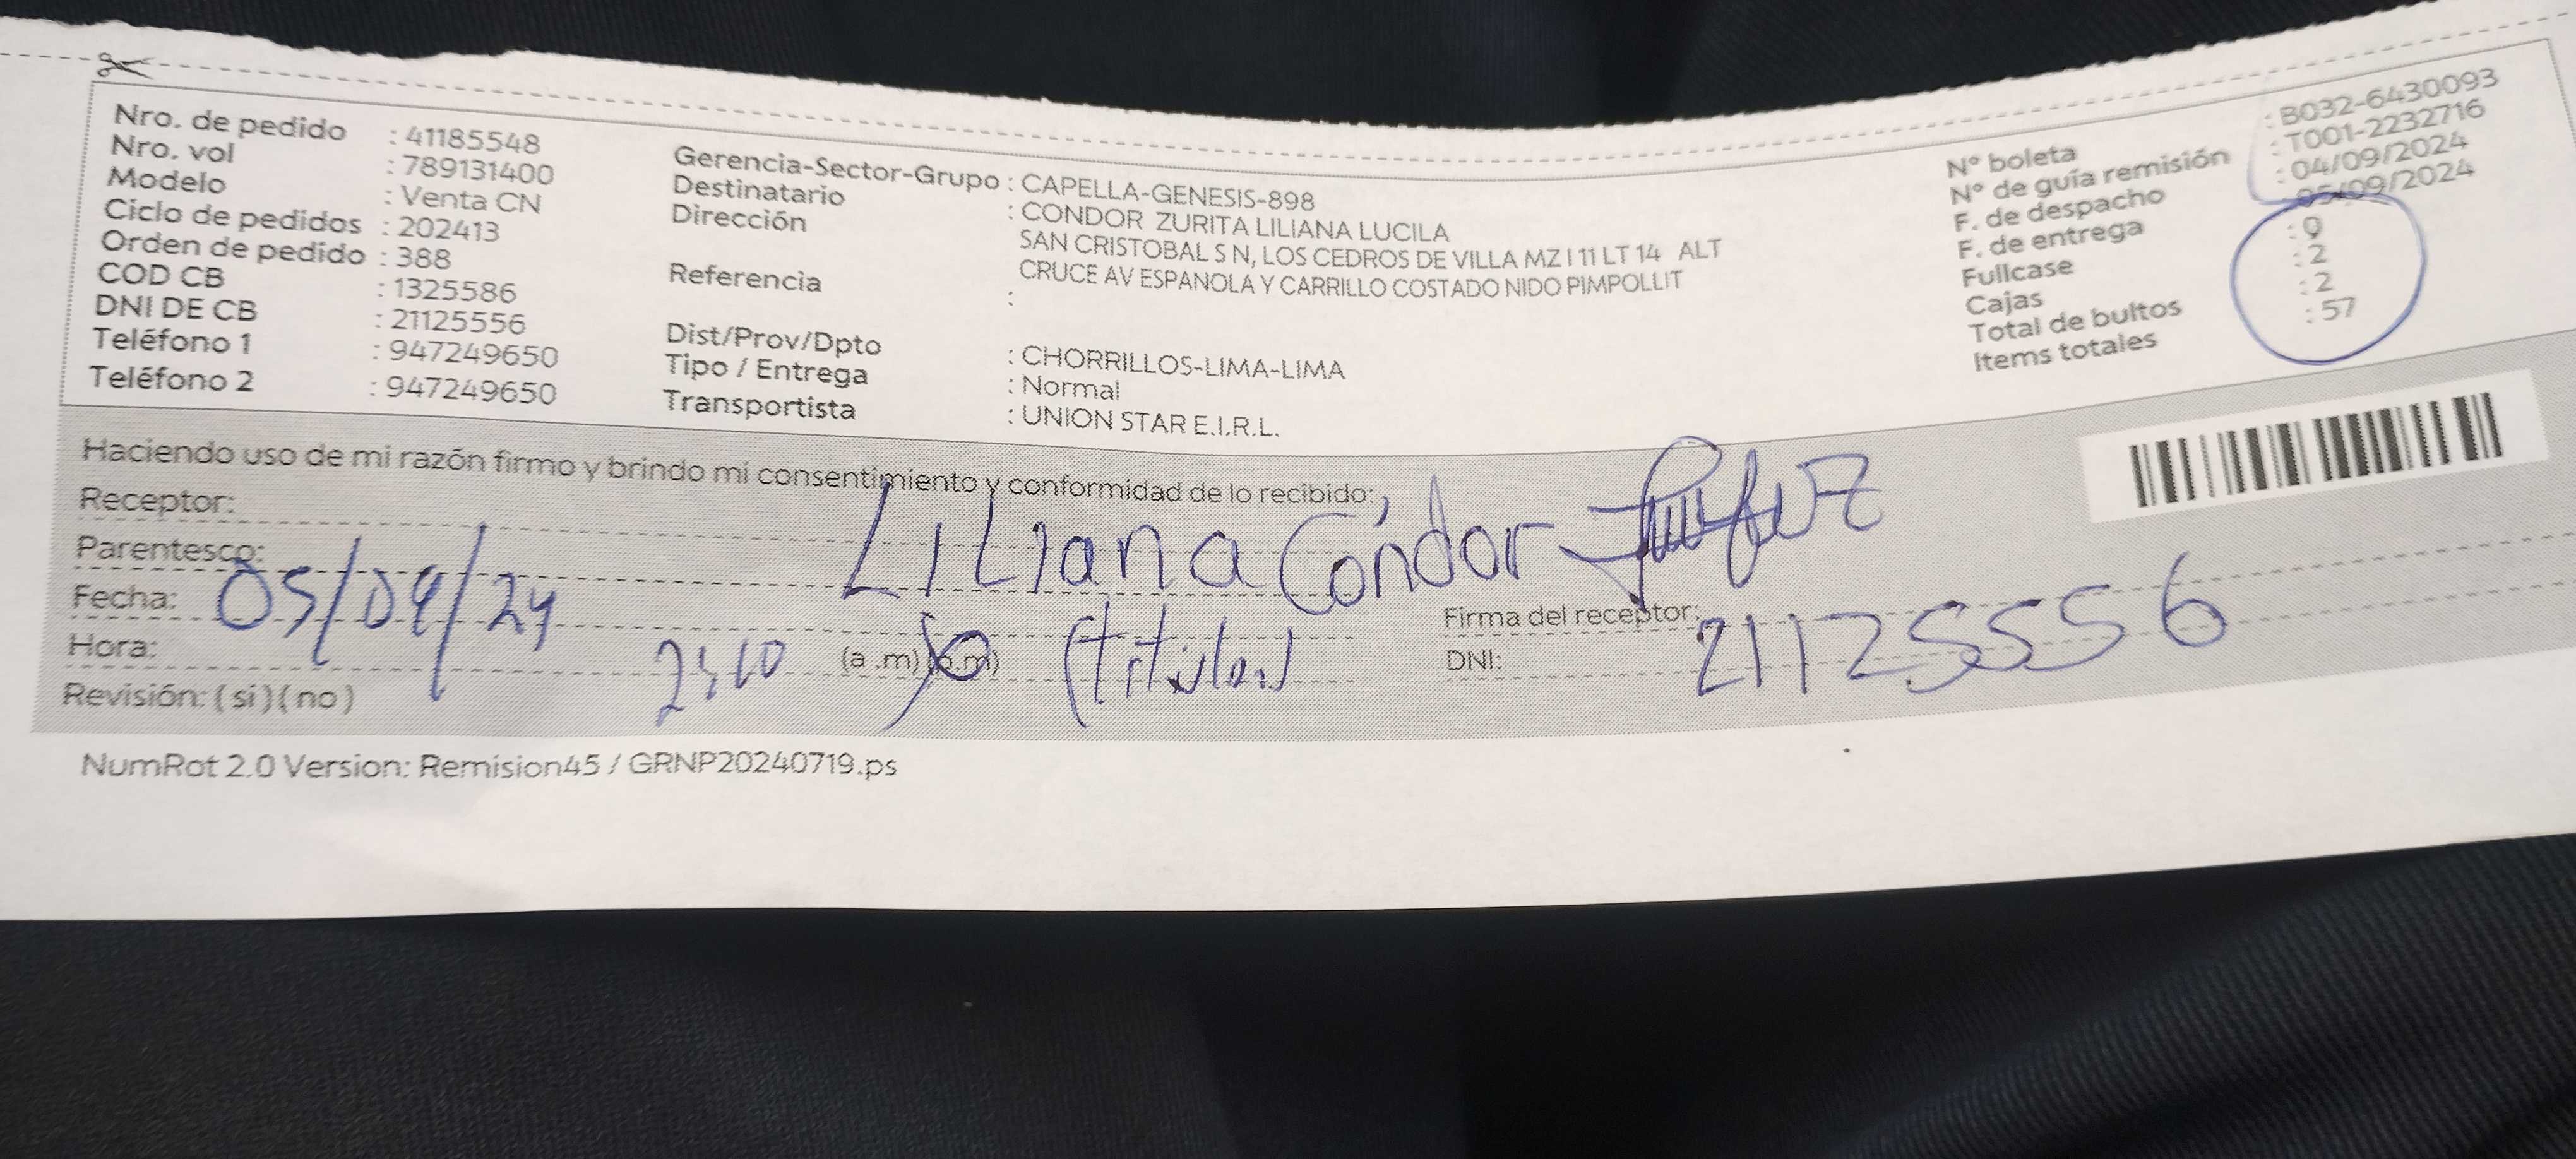 Nro. de pedido : 41185548
Nro. vol : 789131400
Modelo : Venta CN
Ciclo de pedidos : 202413
Orden de pedido : 388
COD CB : 1325586
DNI DE CB : 21125556
Teléfono 1 : 947249650
Teléfono 2 : 947249650
Gerencia-Sector-Grupo : CAPELLA-GENESIS-898
Destinatario : CONDOR ZURITA LILIANA LUCILA
Dirección SAN CRISTOBAL S N, LOS CEDROS DE VILLA MZ I 11 LT 14 ALT
CRUCE AV ESPANOLA Y CARRILLO COSTADO NIDO PIMPOLLIT
Referencia :
Dist/Prov/Dpto : CHORRILLOS-LIMA-LIMA
Tipo / Entrega : Normal
Transportista : UNION STAR E.I.R.L.
N° boleta : B032-6430093
N° de guía remisión : T001-2232716
F. de despacho : 04/09/2024
F. de entrega 05/09/2024
Fullcase : 0
Cajas : 2
Total de bultos : 2
Items totales : 57
Haciendo uso de mi razón firmo y brindo mi consentimiento y conformidad de lo recibido:
Receptor: Liliana Cóndor
Parentesco: (titular)
Fecha: 05/09/24
Hora: (a .m) (p.m)
Firma del receptor:
DNI: 21125556
Revisión: ( si ) ( no )
NumRot 2.0 Version: Remision45 / GRNP20240719.ps